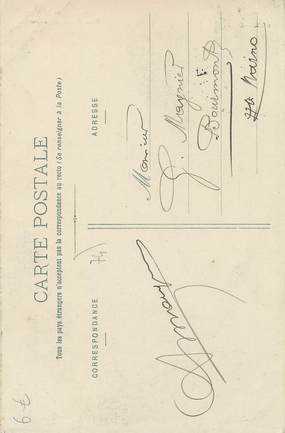 CARTE POSTALE
Tous les pays étrangers n'acceptent pas la correspondance au recto (Se renseigner à la Poste)
CORRESPONDANCE
ADRESSE
Monsieur
G. Magnier
74
6 €